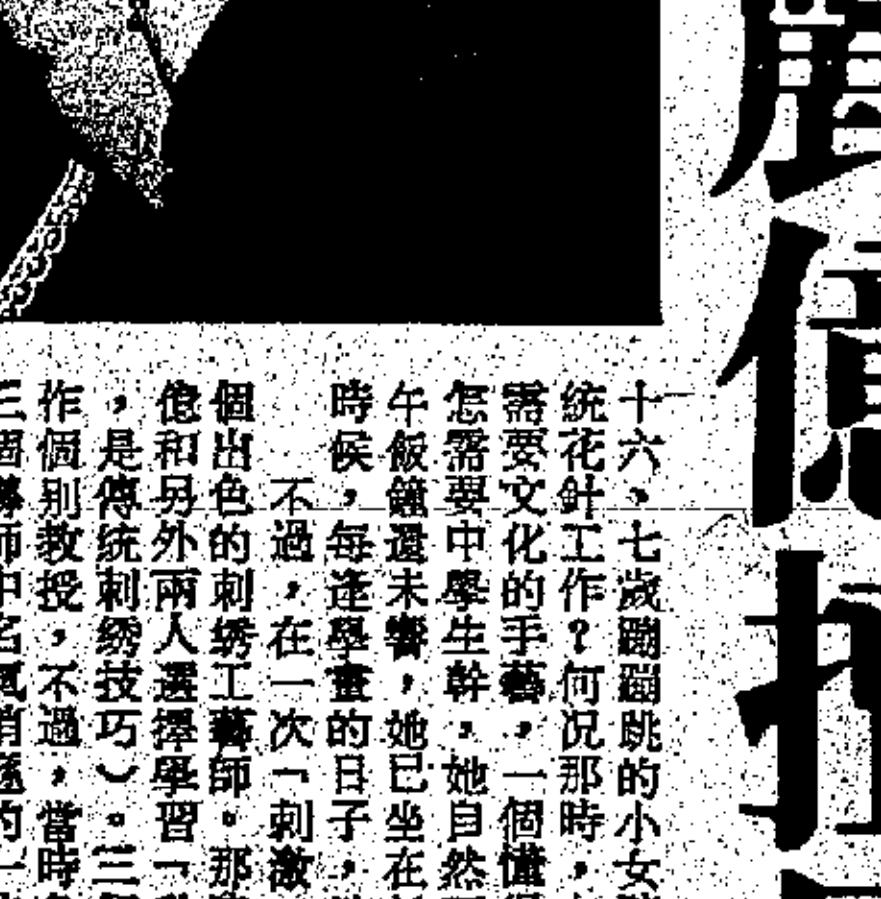 十六、七歲蹦蹦跳的小女
統花針工作？何况那時，
需要文化的手藝，一個懂
怎需要中學生幹，她自然
午飯鐘還未響，她已坐在
時候，每逢學畫的日子，
不過，在一次「刺激
個出色的刺綉工藝師。那
他和另外兩人選擇學習「
，是傳統刺綉技巧）。三
作個别教授，不過，當時
三個師中名氣稍遜的一